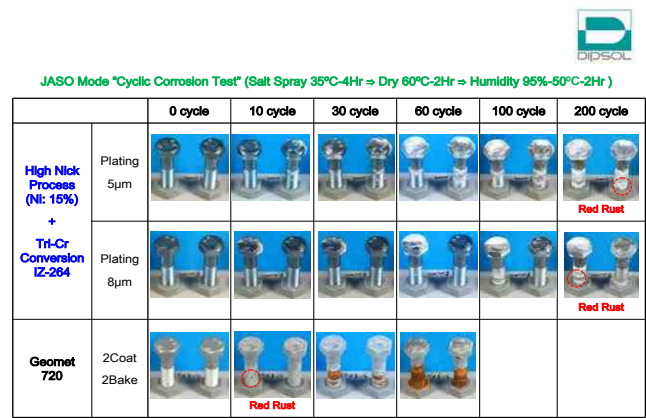 DIPSOL
JASO Mode “Cyclic Corrosion Test” (Salt Spray 35ºC-4Hr ⇒ Dry 60ºC-2Hr ⇒ Humidity 95%-50ºC-2Hr )
0 cycle 10 cycle 30 cycle 60 cycle 100 cycle 200 cycle
High Nick
Process
(Ni: 15%)
+
Tri-Cr
Conversion
IZ-264
Plating
5μm
Red Rust
Plating
8μm
Red Rust
Geomet
720
2Coat
2Bake
Red Rust